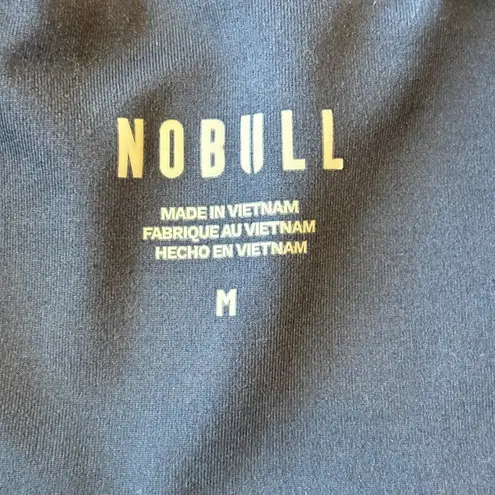 NOBULL
MADE IN VIETNAM
FABRIQUE AU VIETNAM
HECHO EN VIETNAM
M